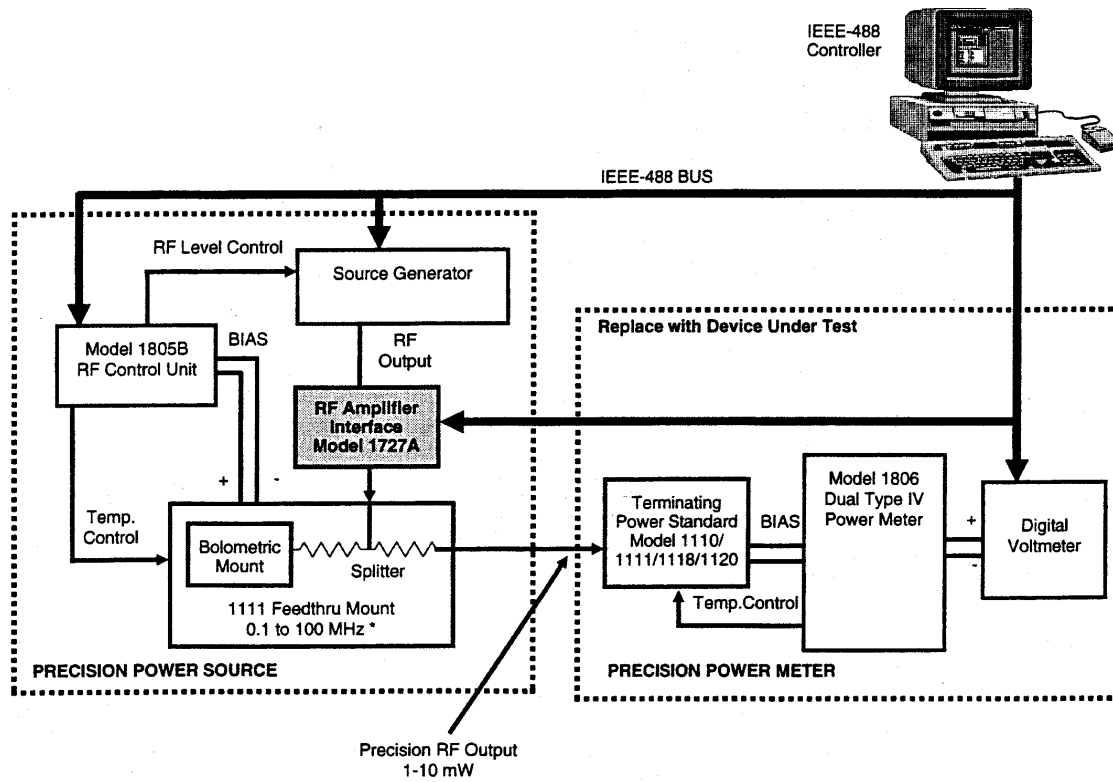 IEEE-488
Controller
IEEE-488 BUS
RF Level Control
Source Generator
Model 1805B
RF Control Unit
BIAS
RF
Output
RF Amplifier
Interface
Model 1727A
+ -
Temp.
Control
Bolometric
Mount
Splitter
1111 Feedthru Mount
0.1 to 100 MHz *
PRECISION POWER SOURCE
Replace with Device Under Test
Terminating
Power Standard
Model 1110/
1111/1118/1120
BIAS
Model 1806
Dual Type IV
Power Meter
+
-
Digital
Voltmeter
Temp.Control
PRECISION POWER METER
Precision RF Output
1-10 mW